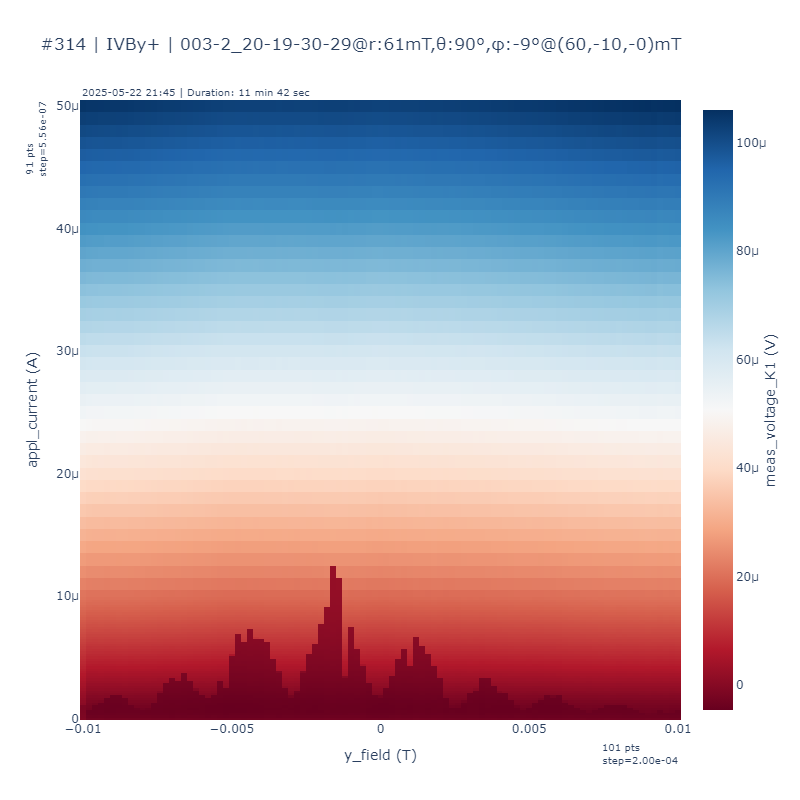 #314 | IVBy+ | 003-2_20-19-30-29@r:61mT,θ:90°,φ:-9°@(60,-10,-0)mT
2025-05-22 21:45 | Duration: 11 min 42 sec
91 pts
step=5.56e-07
50μ
40μ
30μ
20μ
10μ
0
appl_current (A)
−0.01
−0.005
0
0.005
0.01
y_field (T)
101 pts
step=2.00e-04
100μ
80μ
60μ
40μ
20μ
0
meas_voltage_K1 (V)